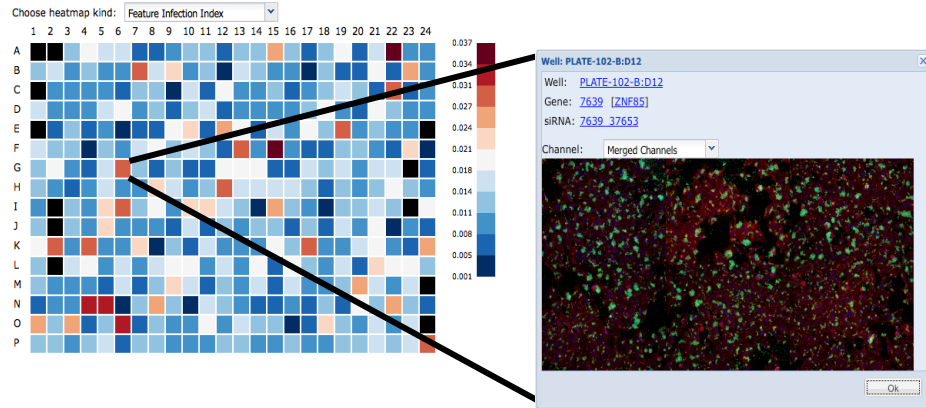 Choose heatmap kind: Feature Infection Index
1 2 3 4 5 6 7 8 9 10 11 12 13 14 15 16 17 18 19 20 21 22 23 24
A
B
C
D
E
F
G
H
I
J
K
L
M
N
O
P
0.037
0.034
0.031
0.027
0.024
0.021
0.018
0.014
0.011
0.008
0.005
0.001
Well: PLATE-102-B:D12
Well: PLATE-102-B:D12
Gene: 7639 [ZNF85]
siRNA: 7639_37653
Channel: Merged Channels
Ok